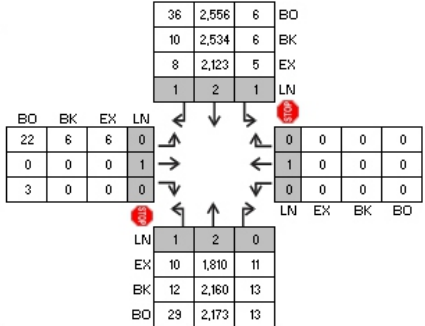 36 2,556 6 BO
10 2,534 6 BK
8 2,123 5 EX
1 2 1 LN
STOP
BO BK EX LN
22 6 6 0
0 0 0 1
3 0 0 0
0 0 0 0
1 0 0 0
0 0 0 0
LN EX BK BO
STOP
LN 1 2 0
EX 10 1,810 11
BK 12 2,160 13
BO 29 2,173 13